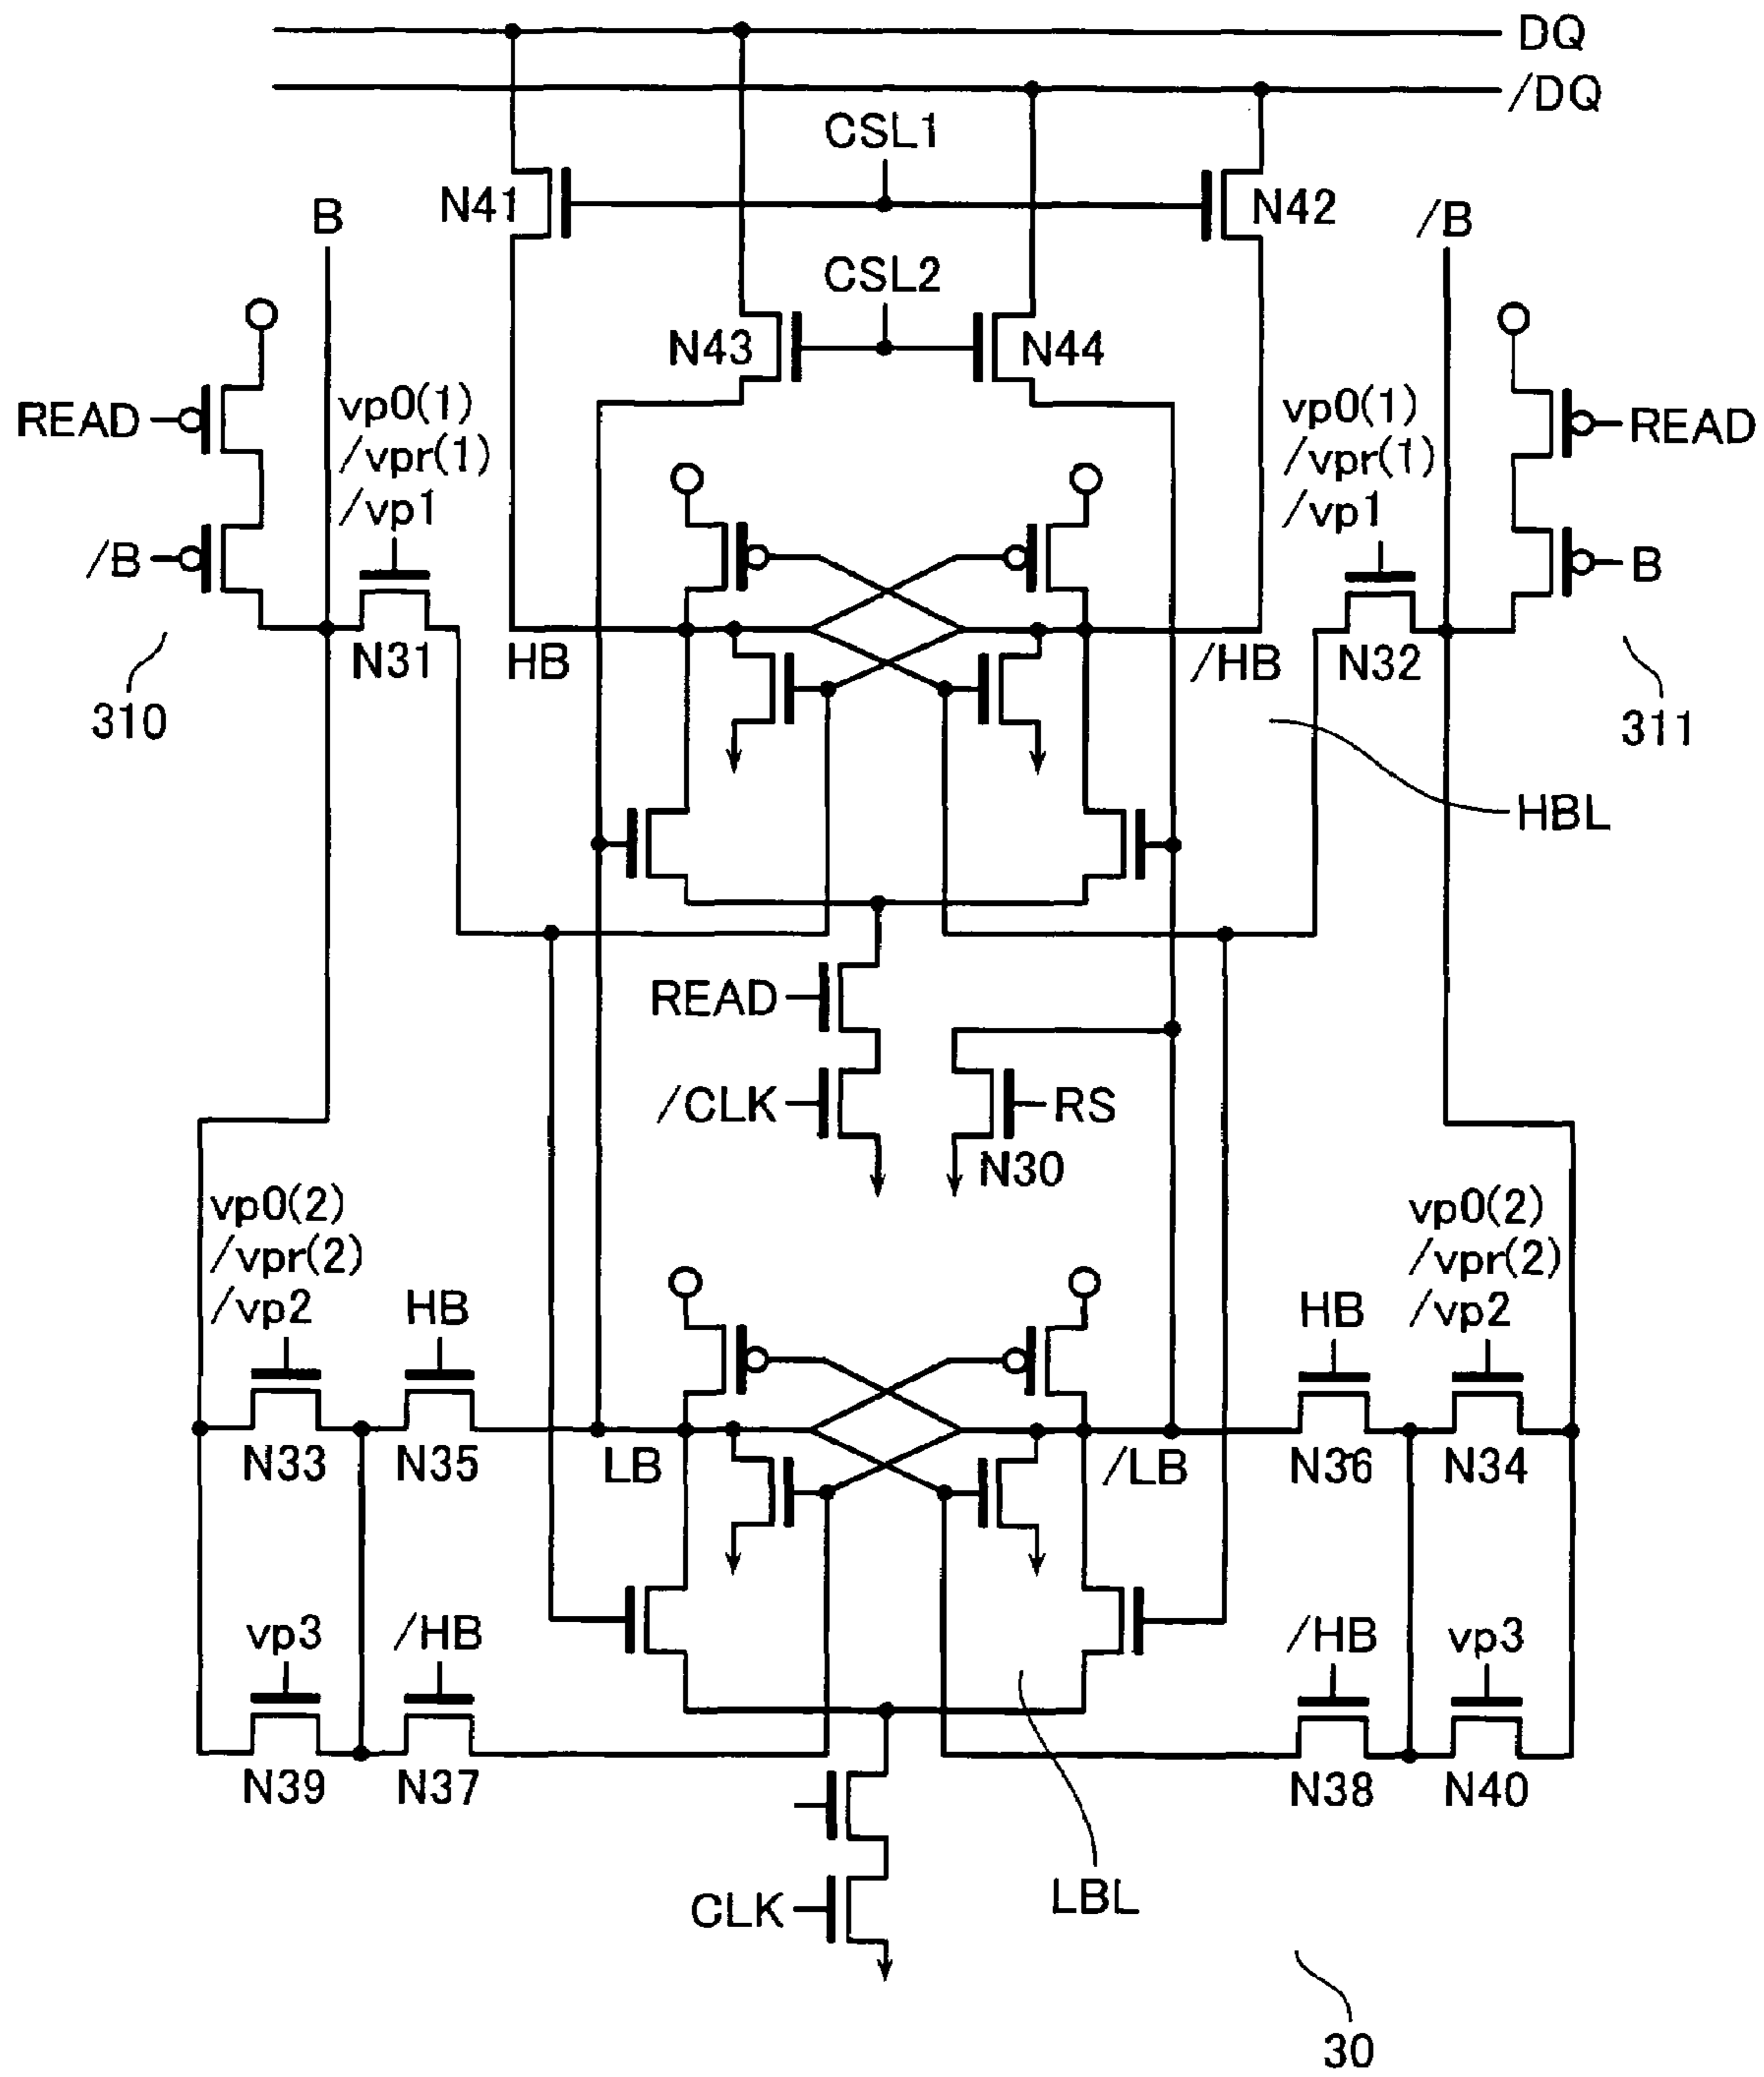 DQ
/DQ
CSL1
N41
N42
B
/B
CSL2
N43
N44
READ
vp0(1)
/vpr(1)
/vp1
vp0(1)
/vpr(1)
/vp1
READ
/B
B
N31
HB
/HB
N32
310
311
HBL
READ
/CLK
RS
N30
vp0(2)
/vpr(2)
/vp2
HB
HB
vp0(2)
/vpr(2)
/vp2
N33
N35
LB
/LB
N36
N34
vp3
/HB
/HB
vp3
N39
N37
N38
N40
CLK
LBL
30